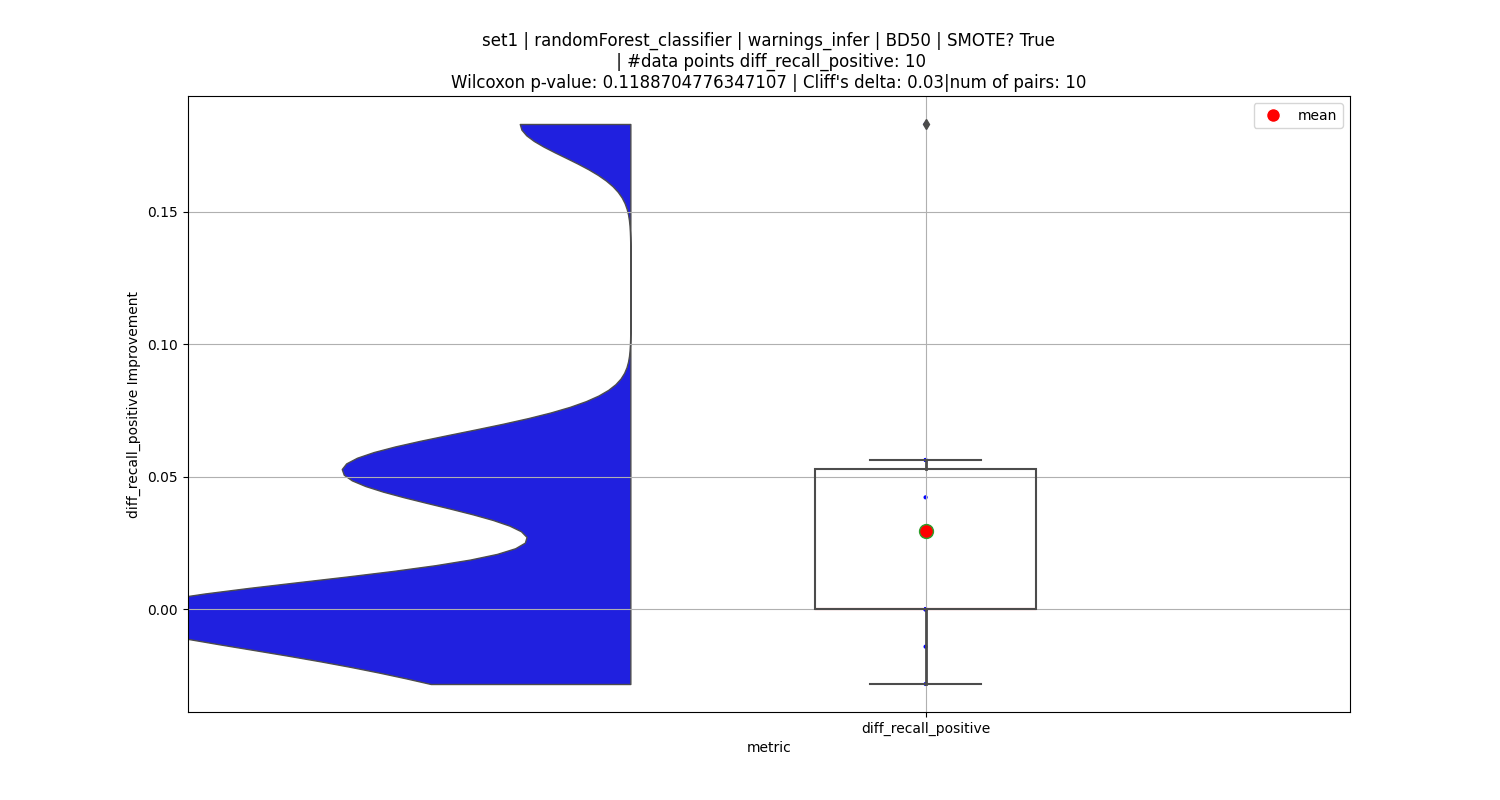 set1 | randomForest_classifier | warnings_infer | BD50 | SMOTE? True
| #data points diff_recall_positive: 10
Wilcoxon p-value: 0.1188704776347107 | Cliff's delta: 0.03|num of pairs: 10
mean
diff_recall_positive Improvement
0.15
0.10
0.05
0.00
diff_recall_positive
metric